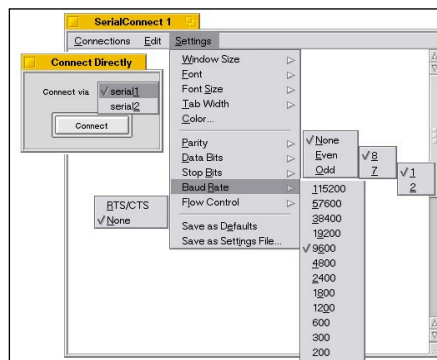 SerialConnect 1
Connections Edit Settings
Connect Directly
Connect via
✓ serial1
serial2
Connect
Window Size
Font
Font Size
Tab Width
Color...
Parity
Data Bits
Stop Bits
Baud Rate
Flow Control
Save as Defaults
Save as Settings File...
✓ None
Even
Odd
✓ 8
7
✓ 1
2
RTS/CTS
✓ None
115200
57600
38400
19200
✓ 9600
4800
2400
1800
1200
600
300
200